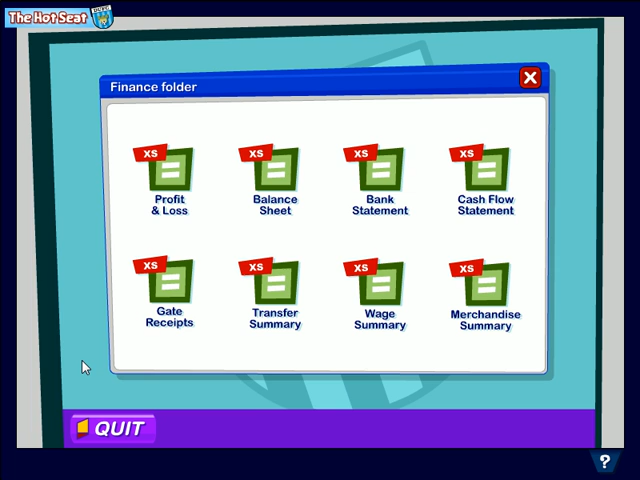 The Hot Seat
Finance folder
XS
XS
XS
XS
Profit
& Loss
Balance
Sheet
Bank
Statement
Cash Flow
Statement
XS
XS
XS
XS
Gate
Receipts
Transfer
Summary
Wage
Summary
Merchandise
Summary
QUIT
?